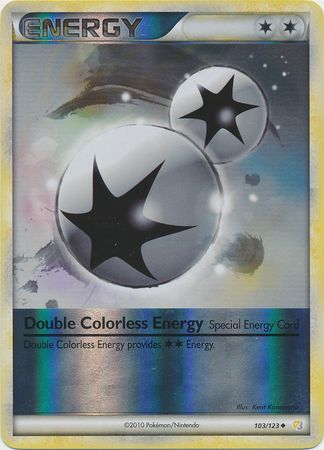 ENERGY
Double Colorless Energy Special Energy Card
Double Colorless Energy provides ✶✶ Energy.
Illus. Kent Kanetsuna
©2010 Pokémon/Nintendo 103/123 ◆